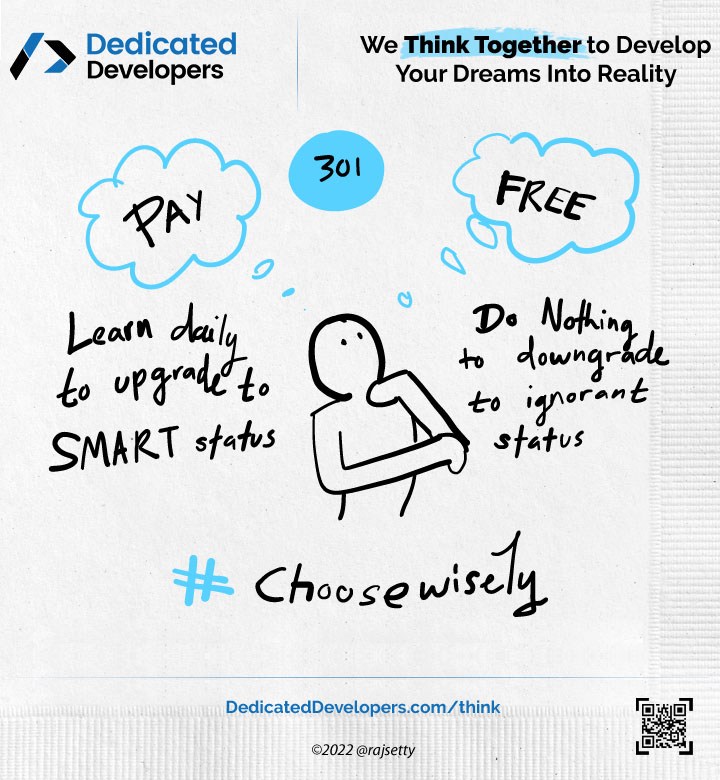 Dedicated
Developers
We Think Together to Develop
Your Dreams Into Reality
301
PAY
FREE
Learn daily
to upgrade to
SMART status
Do Nothing
to downgrade
to ignorant
status
# Choosewisely
DedicatedDevelopers.com/think
©2022 @rajsetty